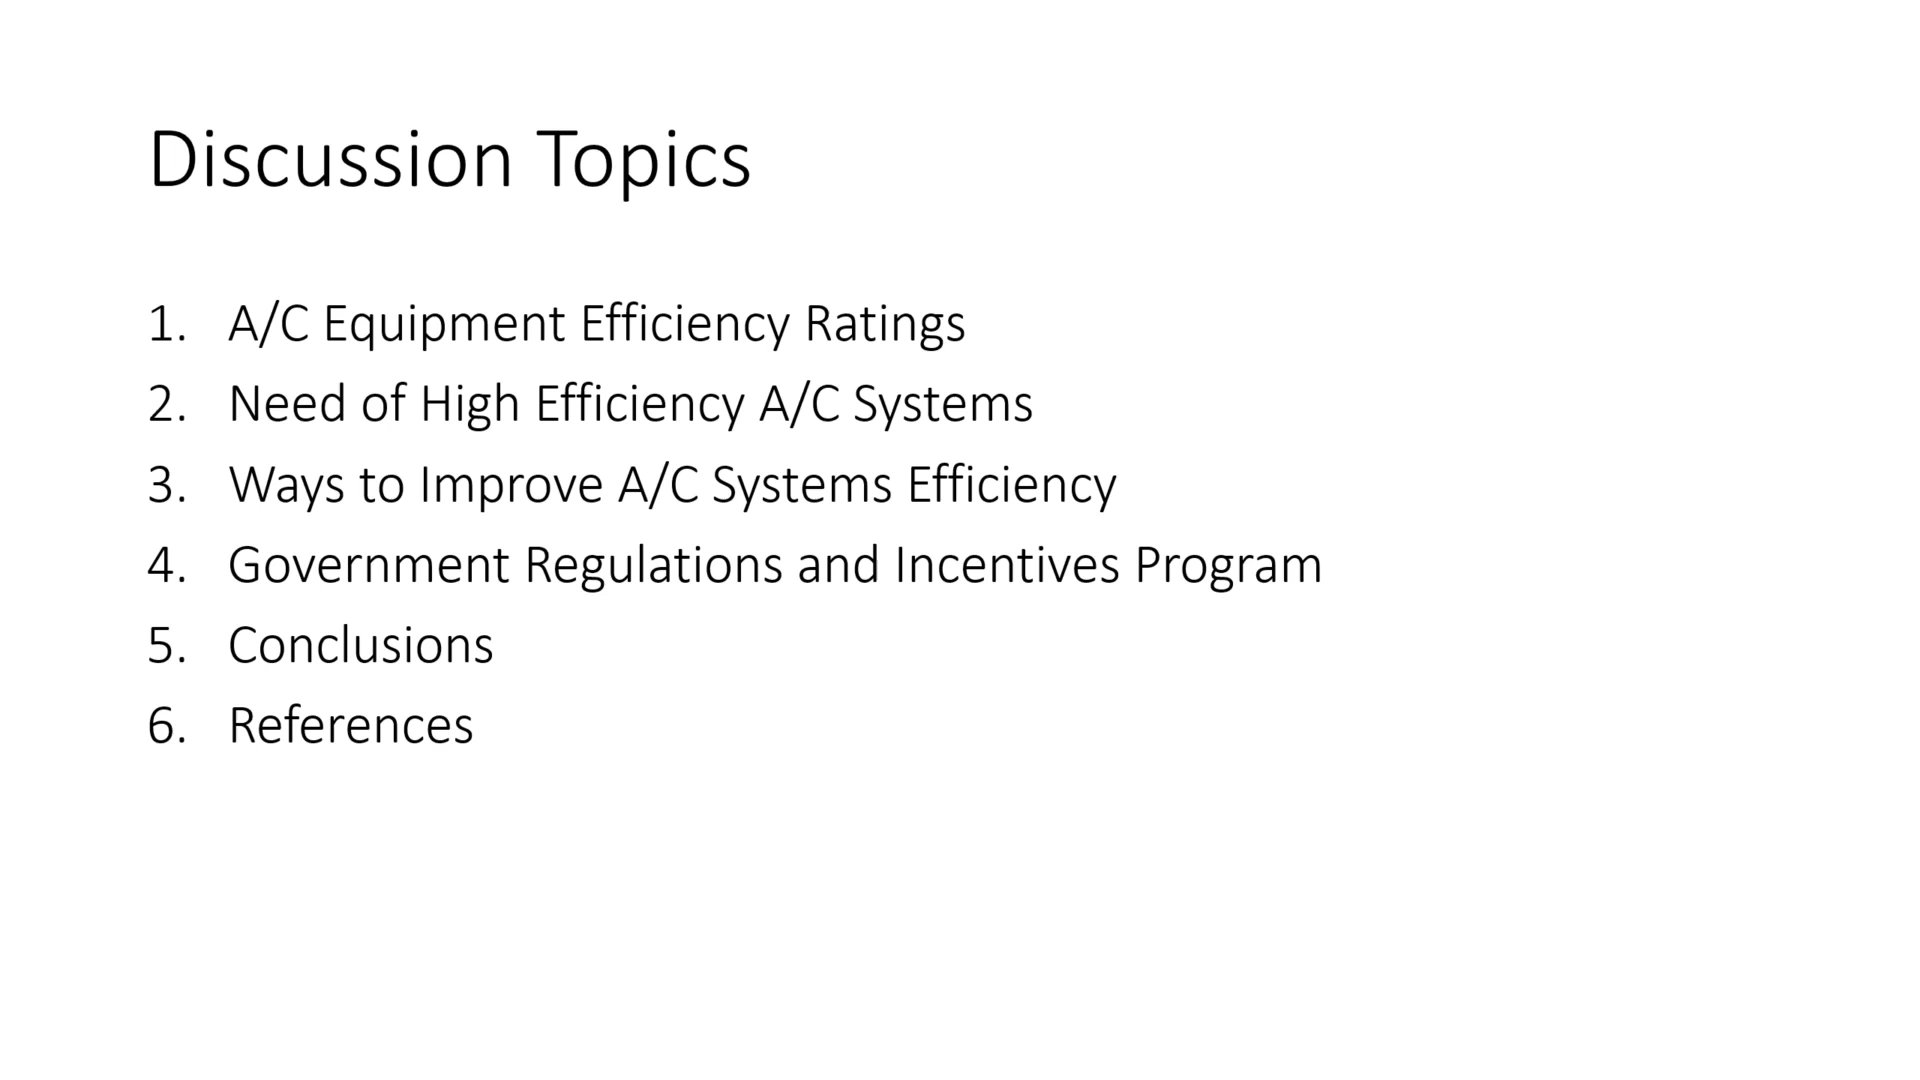 Discussion Topics
1. A/C Equipment Efficiency Ratings
2. Need of High Efficiency A/C Systems
3. Ways to Improve A/C Systems Efficiency
4. Government Regulations and Incentives Program
5. Conclusions
6. References